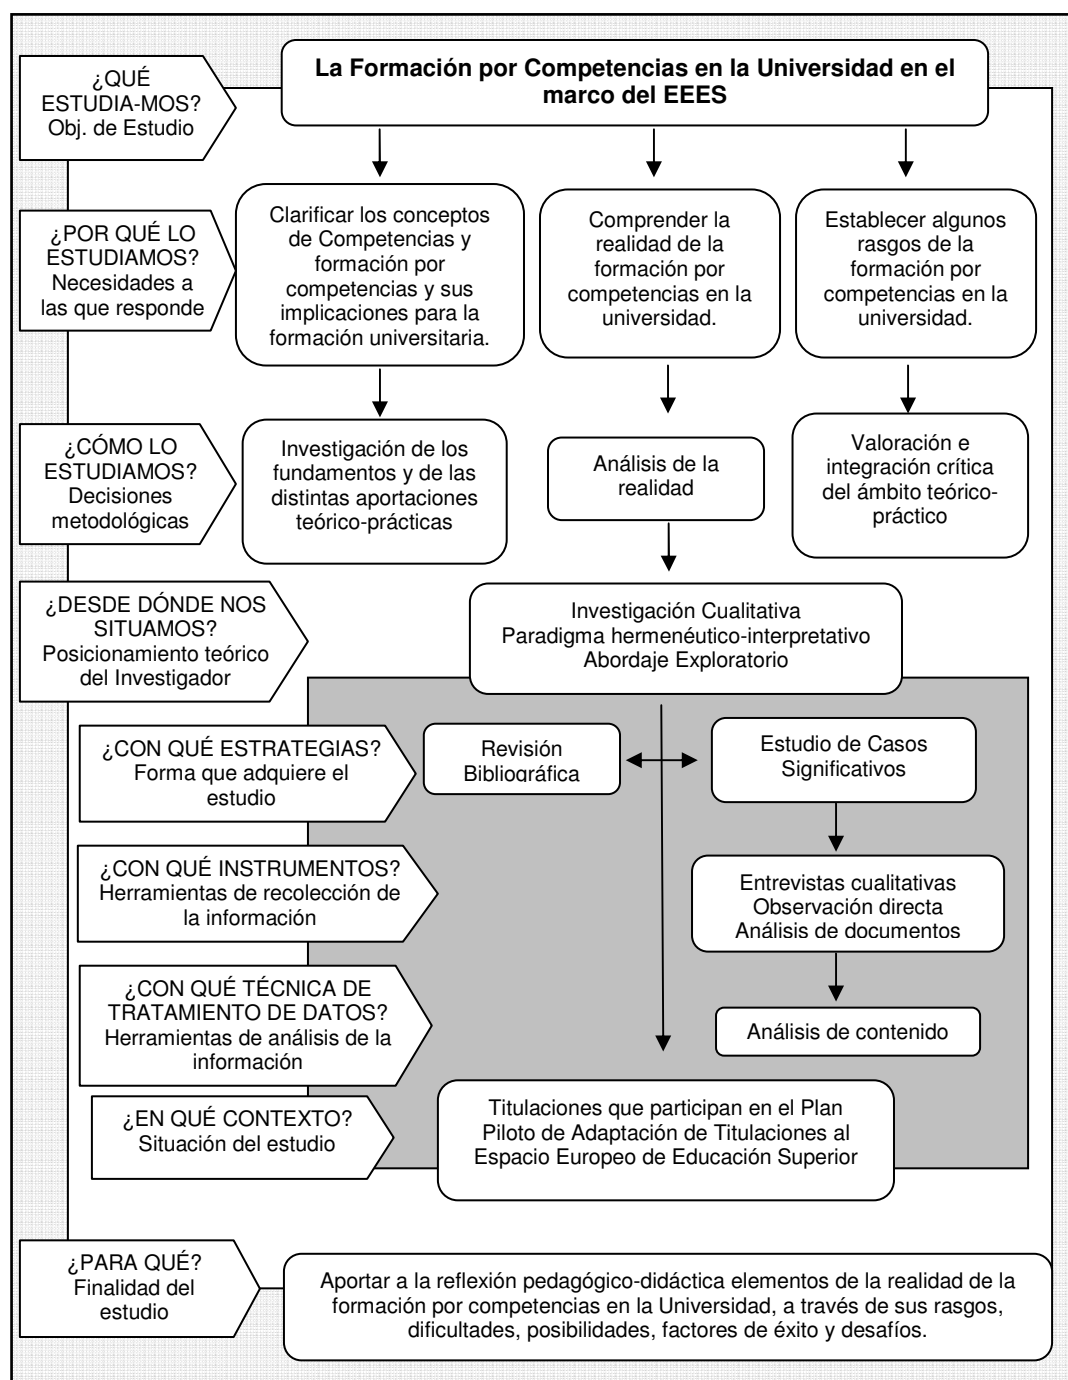 ¿QUÉ
ESTUDIA-MOS?
Obj. de Estudio
La Formación por Competencias en la Universidad en el
marco del EEES
¿POR QUÉ LO
ESTUDIAMOS?
Necesidades a
las que responde
Clarificar los conceptos
de Competencias y
formación por
competencias y sus
implicaciones para la
formación universitaria.
Comprender la
realidad de la
formación por
competencias en la
universidad.
Establecer algunos
rasgos de la
formación por
competencias en la
universidad.
¿CÓMO LO
ESTUDIAMOS?
Decisiones
metodológicas
Investigación de los
fundamentos y de las
distintas aportaciones
teórico-prácticas
Análisis de la
realidad
Valoración e
integración crítica
del ámbito teórico-
práctico
¿DESDE DÓNDE NOS
SITUAMOS?
Posicionamiento teórico
del Investigador
Investigación Cualitativa
Paradigma hermenéutico-interpretativo
Abordaje Exploratorio
¿CON QUÉ ESTRATEGIAS?
Forma que adquiere el
estudio
Revisión
Bibliográfica
Estudio de Casos
Significativos
¿CON QUÉ INSTRUMENTOS?
Herramientas de recolección de
la información
Entrevistas cualitativas
Observación directa
Análisis de documentos
¿CON QUÉ TÉCNICA DE
TRATAMIENTO DE DATOS?
Herramientas de análisis de la
información
Análisis de contenido
¿EN QUÉ CONTEXTO?
Situación del estudio
Titulaciones que participan en el Plan
Piloto de Adaptación de Titulaciones al
Espacio Europeo de Educación Superior
¿PARA QUÉ?
Finalidad del
estudio
Aportar a la reflexión pedagógico-didáctica elementos de la realidad de la
formación por competencias en la Universidad, a través de sus rasgos,
dificultades, posibilidades, factores de éxito y desafíos.